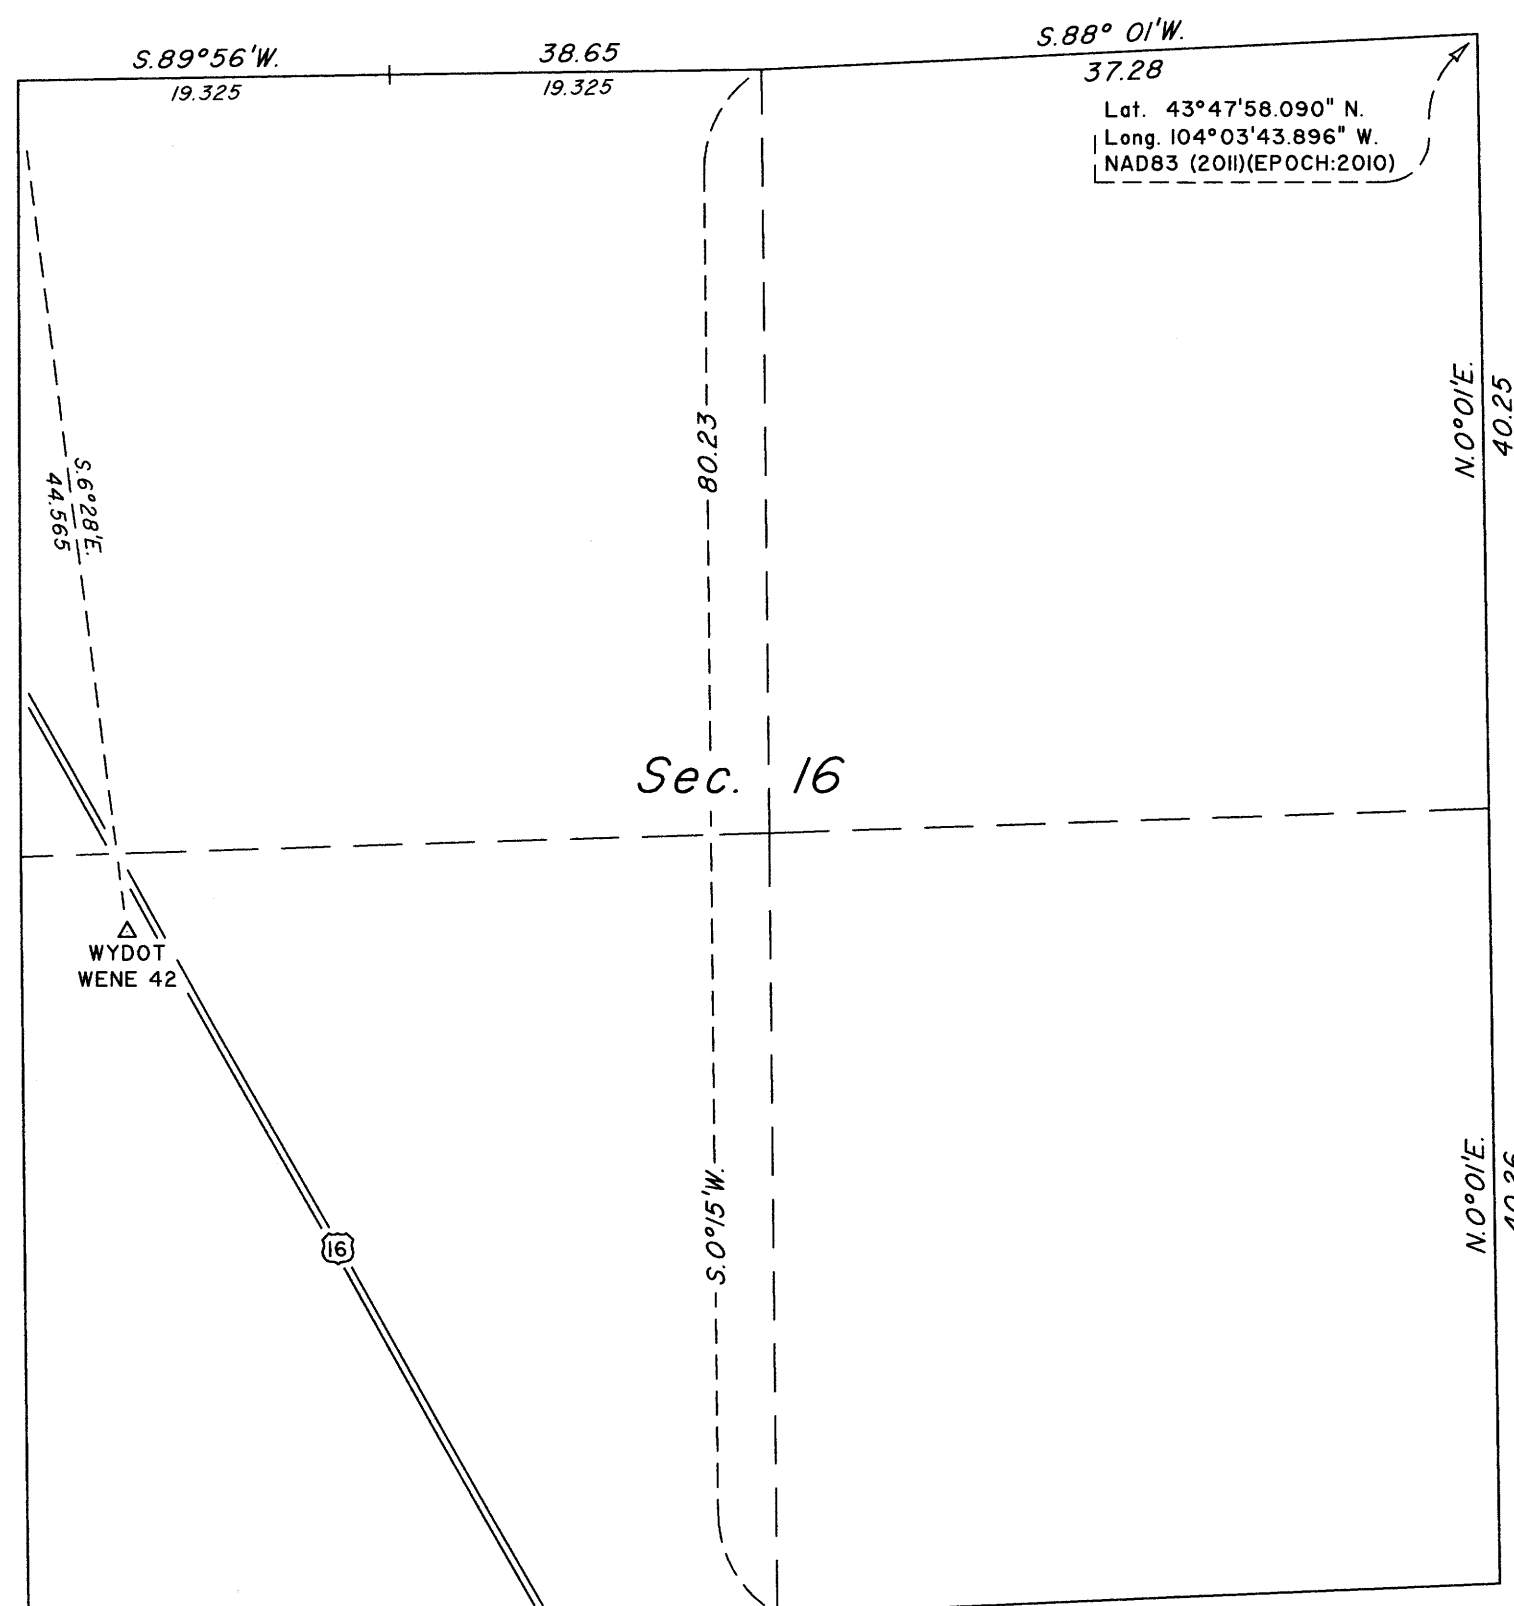 S.89°56'W.
38.65
S.88° 01'W.
19.325
19.325
37.28
Lat. 43°47'58.090" N.
Long. 104°03'43.896" W.
NAD83 (2011)(EPOCH:2010)
N.0°01'E.
40.25
80.23
S.6°28'E.
44.565
Sec. 16
WYDOT
WENE 42
N.0°01'E.
S.0°15'W.
16